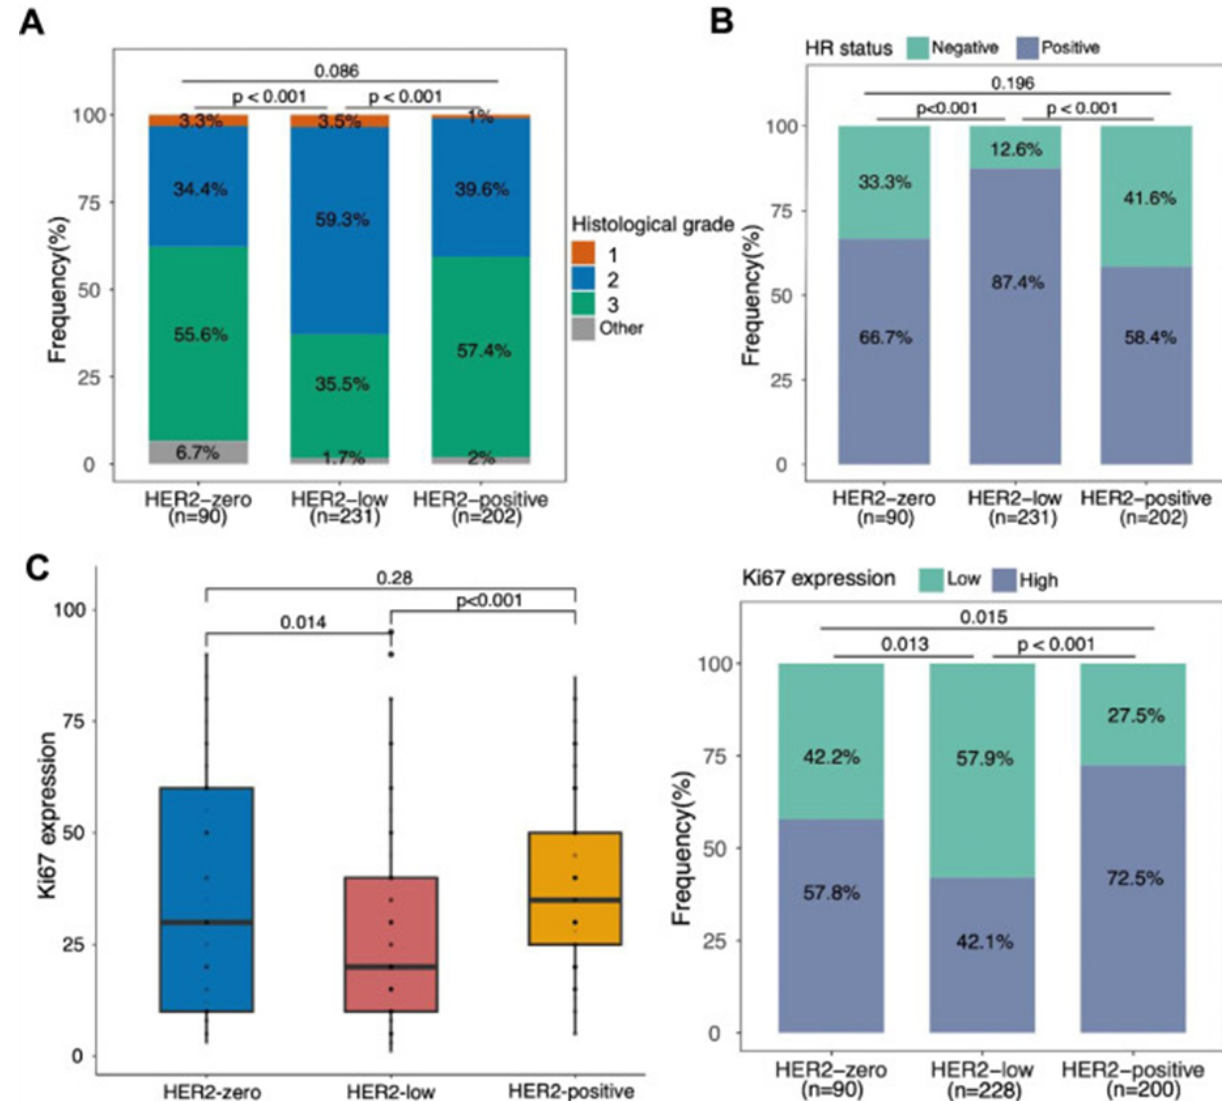 A
0.086
p < 0.001 p < 0.001
100
75
50
25
0
Frequency(%)
3.3% 3.5% 1%
34.4% 59.3% 39.6%
55.6% 35.5% 57.4%
6.7% 1.7% 2%
HER2–zero HER2–low HER2–positive
(n=90) (n=231) (n=202)
Histological grade
1
2
3
Other
B
HR status Negative Positive
0.196
p<0.001 p < 0.001
100
75
50
25
0
Frequency(%)
33.3% 12.6% 41.6%
66.7% 87.4% 58.4%
HER2–zero HER2–low HER2–positive
(n=90) (n=231) (n=202)
C
0.28
p<0.001
0.014
100
75
50
25
0
Ki67 expression
HER2-zero HER2-low HER2-positive
Ki67 expression Low High
0.015
0.013 p < 0.001
100
75
50
25
0
Frequency(%)
42.2% 57.9% 27.5%
57.8% 42.1% 72.5%
HER2–zero HER2–low HER2–positive
(n=90) (n=228) (n=200)